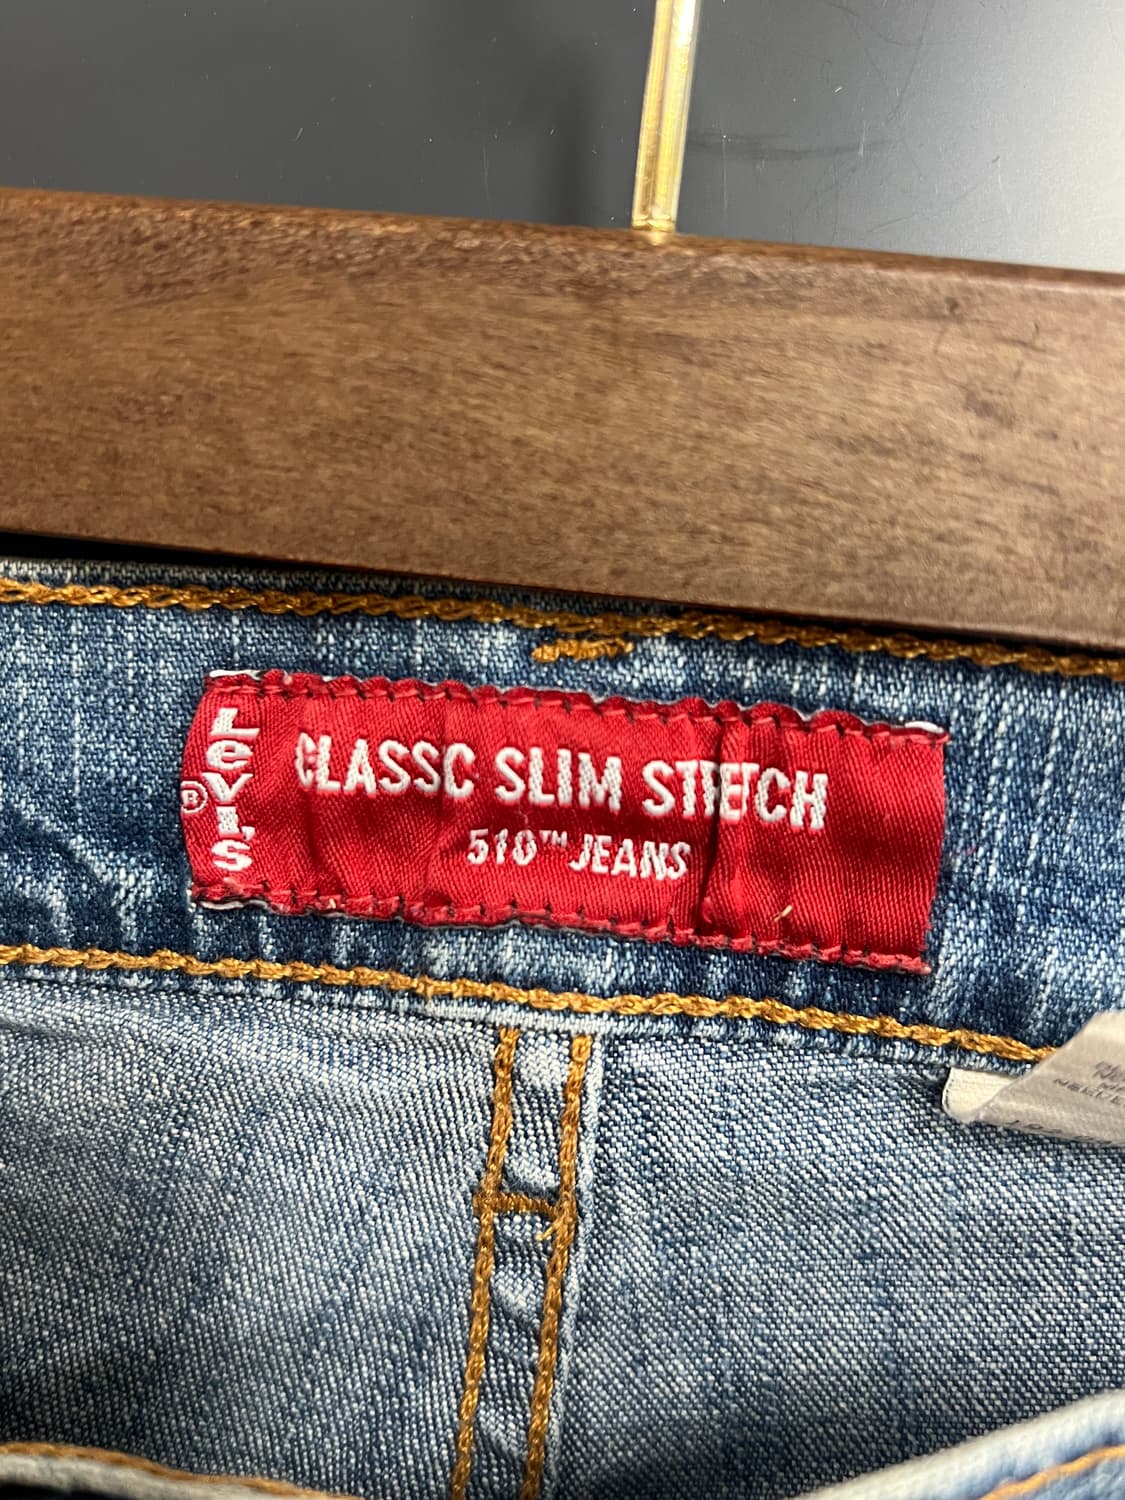 Levi's
®
CLASSC SLIM STRETCH
510™ JEANS